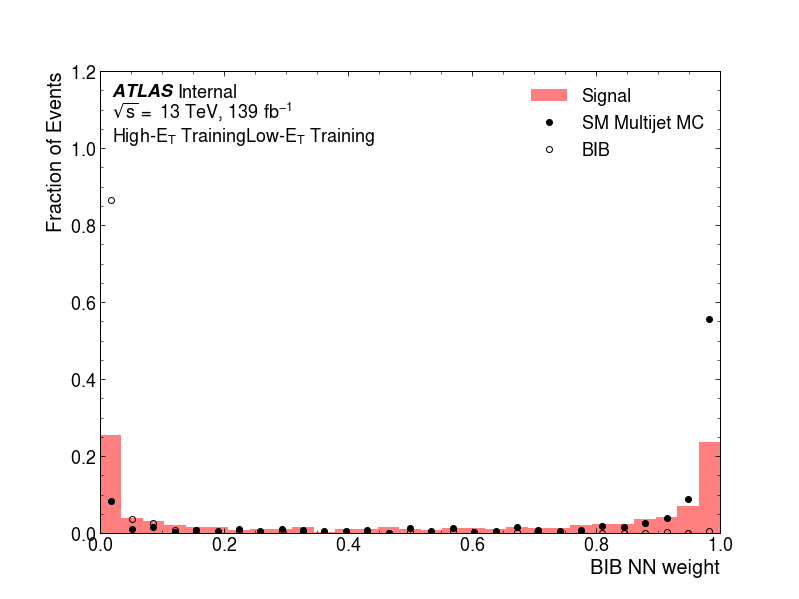 ATLAS Internal
√s = 13 TeV, 139 fb⁻¹
High-E_T TrainingLow-E_T Training
Signal
SM Multijet MC
BIB
Fraction of Events
1.2
1.0
0.8
0.6
0.4
0.2
0.0
0.0 0.2 0.4 0.6 0.8 1.0
BIB NN weight